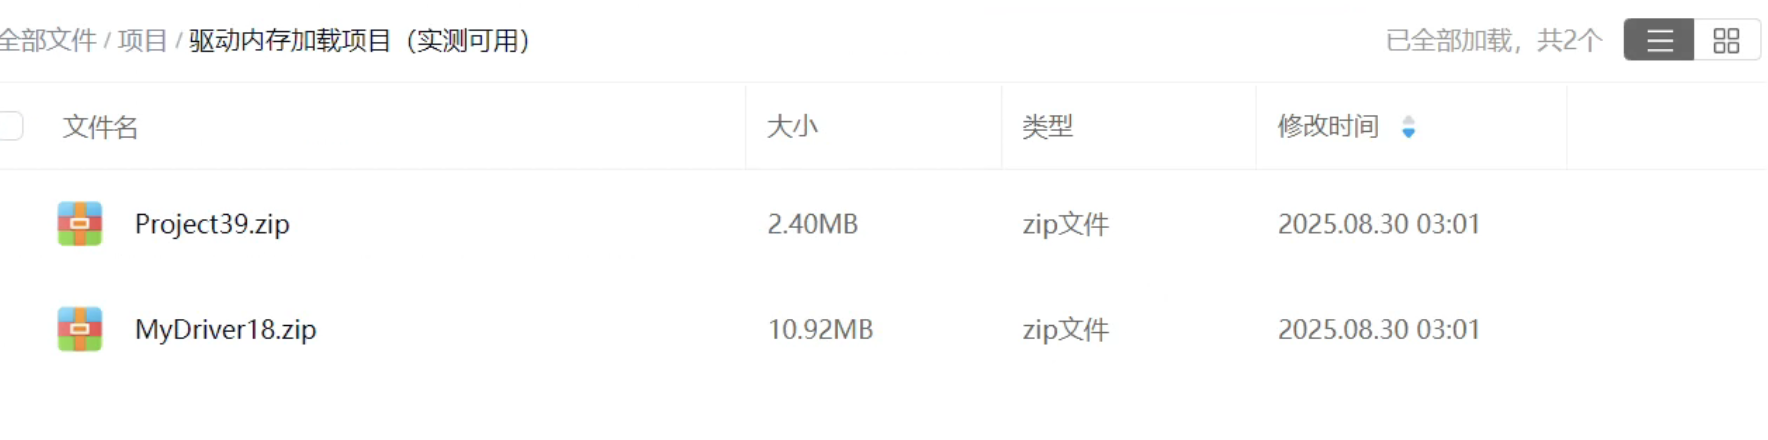 全部文件 / 项目 / 驱动内存加载项目（实测可用） 已全部加载，共2个
文件名 大小 类型 修改时间
Project39.zip 2.40MB zip文件 2025.08.30 03:01
MyDriver18.zip 10.92MB zip文件 2025.08.30 03:01